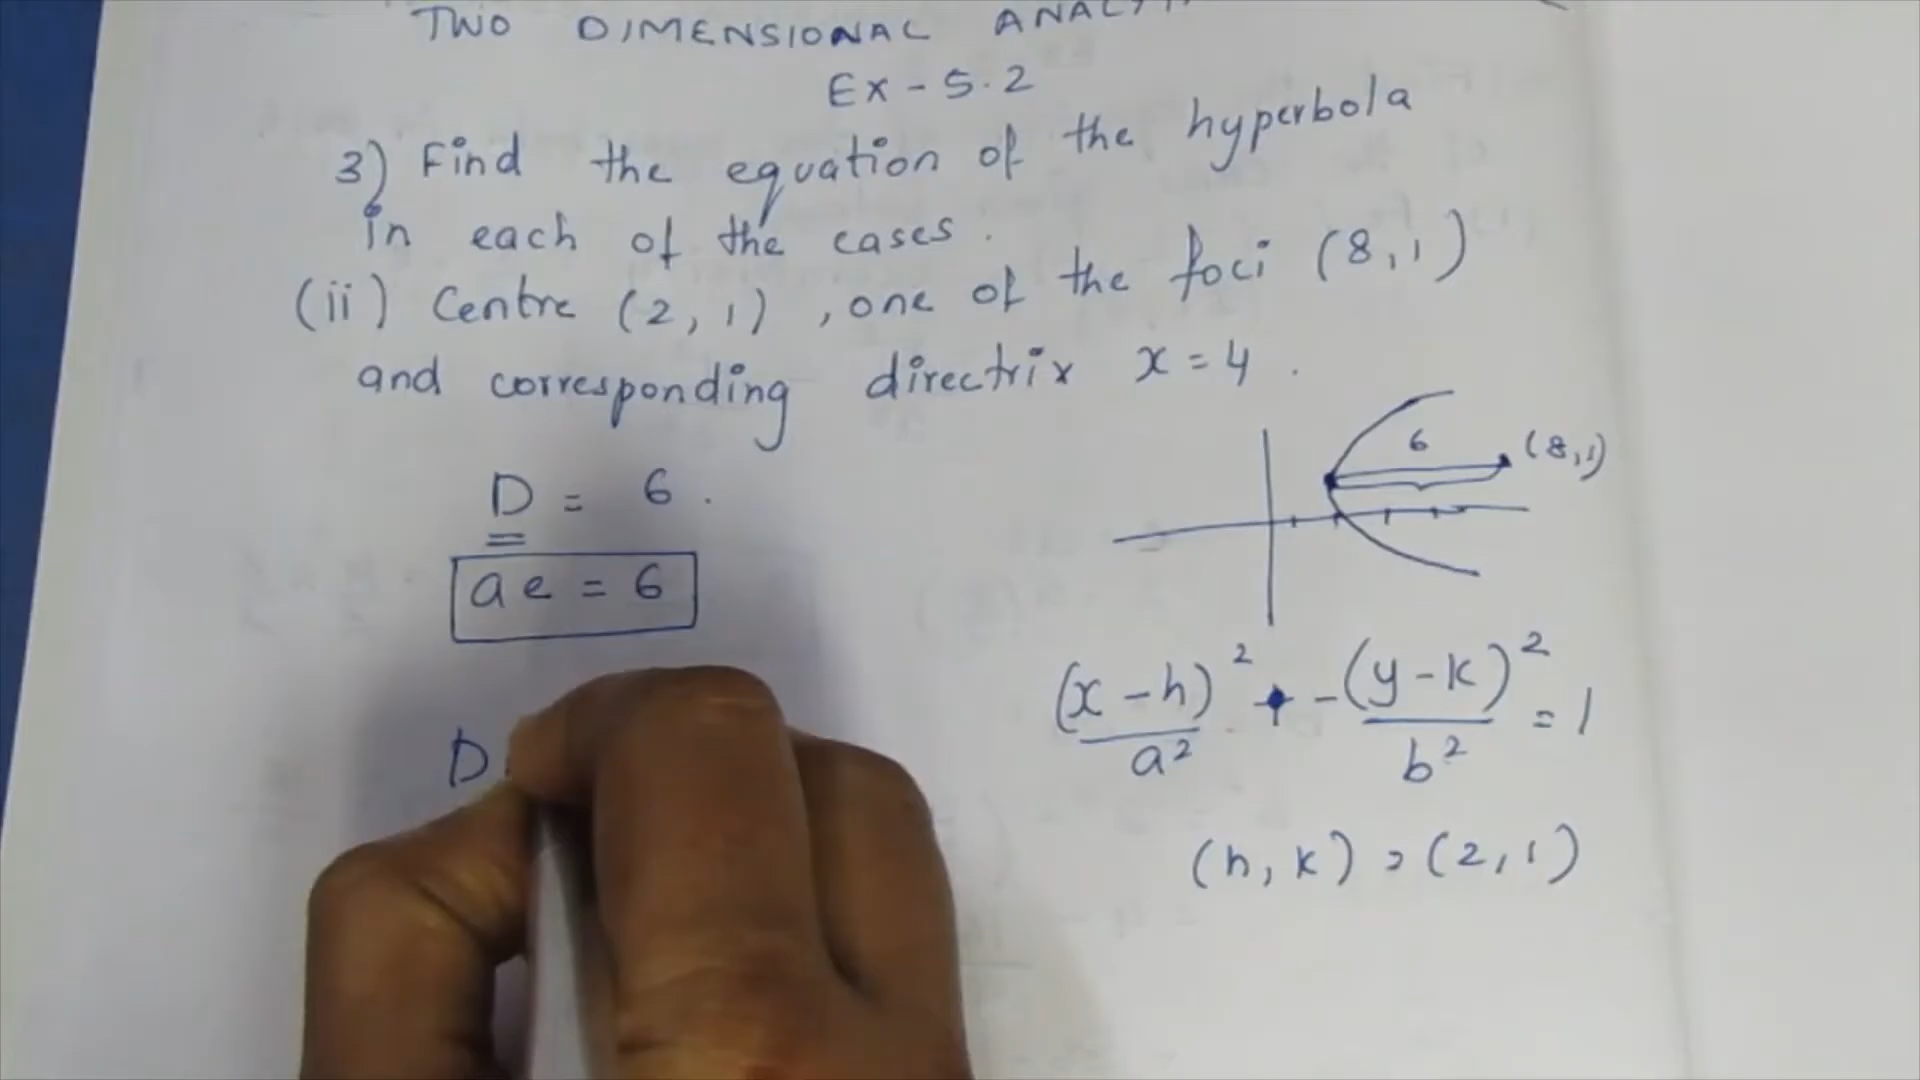 TWO DIMENSIONAL
Ex - 5.2
3) Find the equation of the hyperbola
in each of the cases.
(ii) Centre (2, 1), one of the foci (8, 1)
and corresponding directrix x = 4.
D = 6.
ae = 6
D
6
(8, 1)
(x - h)² + - (y - k)² = 1
a² b²
(h, k) = (2, 1)